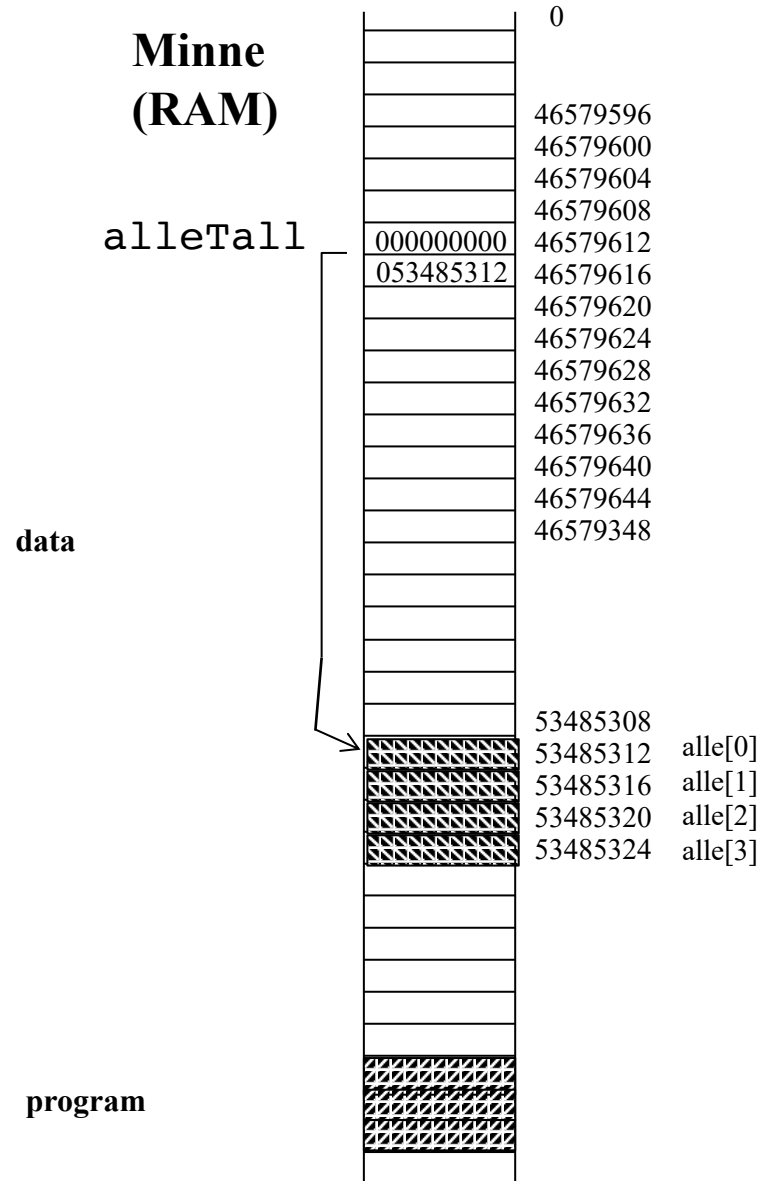 0
Minne
(RAM)
46579596
46579600
46579604
46579608
alleTall 000000000 46579612
053485312 46579616
46579620
46579624
46579628
46579632
46579636
46579640
46579644
data 46579348
53485308
53485312 alle[0]
53485316 alle[1]
53485320 alle[2]
53485324 alle[3]
program